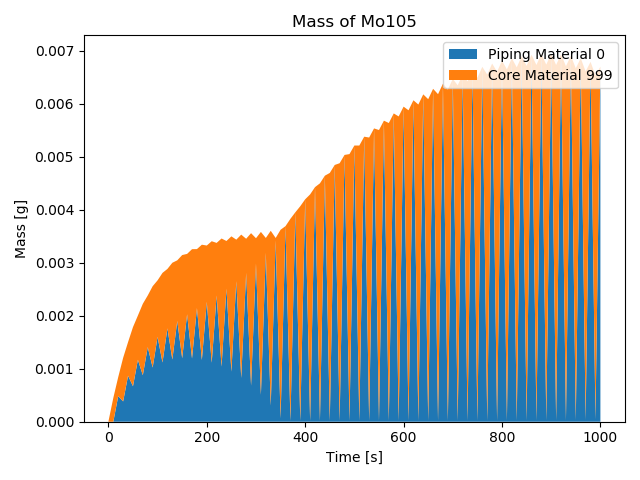 Mass of Mo105
Piping Material 0
Core Material 999
0.007
0.006
0.005
0.004
0.003
0.002
0.001
0.000
Mass [g]
0 200 400 600 800 1000
Time [s]